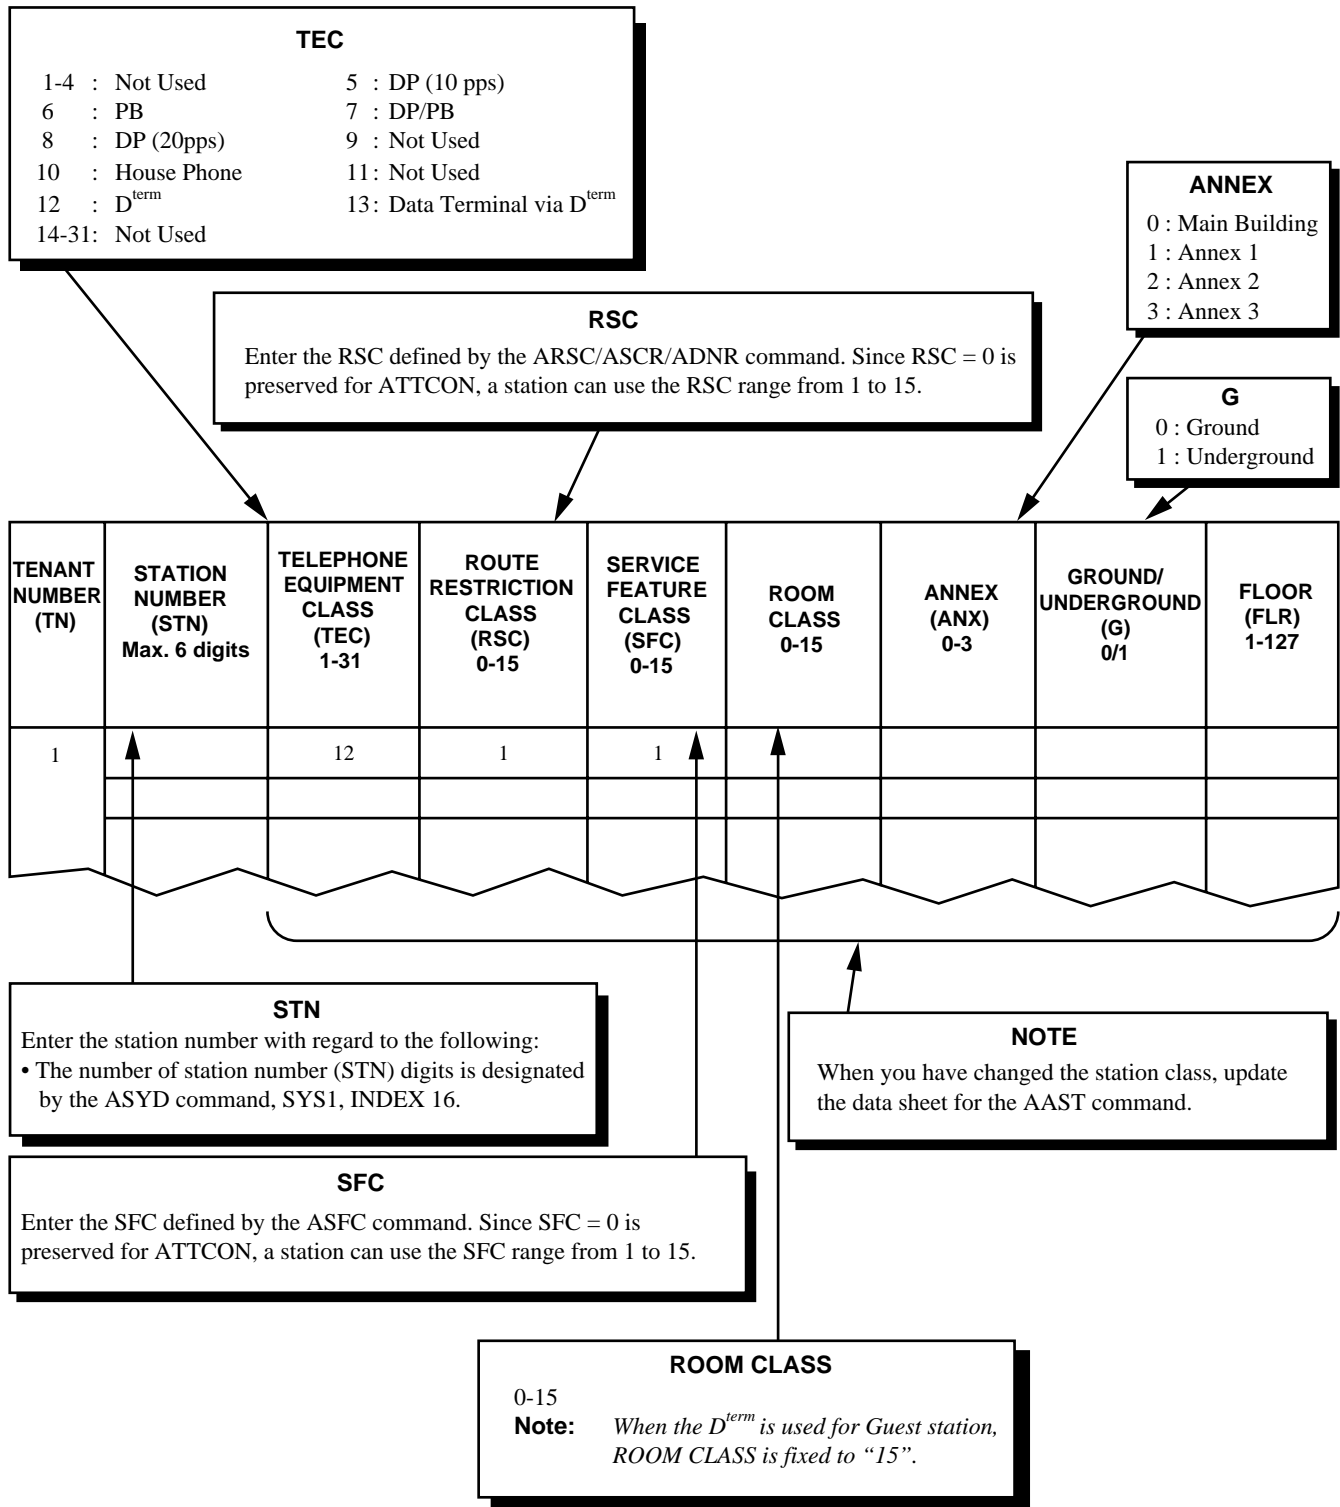 TEC
1-4 : Not Used 5 : DP (10 pps)
6 : PB 7 : DP/PB
8 : DP (20pps) 9 : Not Used
10 : House Phone 11: Not Used
12 : Dterm 13: Data Terminal via Dterm
14-31: Not Used
ANNEX
0 : Main Building
1 : Annex 1
2 : Annex 2
3 : Annex 3
RSC
Enter the RSC defined by the ARSC/ASCR/ADNR command. Since RSC = 0 is
preserved for ATTCON, a station can use the RSC range from 1 to 15.
G
0 : Ground
1 : Underground
TENANT
NUMBER
(TN)
STATION
NUMBER
(STN)
Max. 6 digits
TELEPHONE
EQUIPMENT
CLASS
(TEC)
1-31
ROUTE
RESTRICTION
CLASS
(RSC)
0-15
SERVICE
FEATURE
CLASS
(SFC)
0-15
ROOM
CLASS
0-15
ANNEX
(ANX)
0-3
GROUND/
UNDERGROUND
(G)
0/1
FLOOR
(FLR)
1-127
1 12 1 1
STN
Enter the station number with regard to the following:
• The number of station number (STN) digits is designated
by the ASYD command, SYS1, INDEX 16.
NOTE
When you have changed the station class, update
the data sheet for the AAST command.
SFC
Enter the SFC defined by the ASFC command. Since SFC = 0 is
preserved for ATTCON, a station can use the SFC range from 1 to 15.
ROOM CLASS
0-15
Note: When the Dterm is used for Guest station,
ROOM CLASS is fixed to “15”.